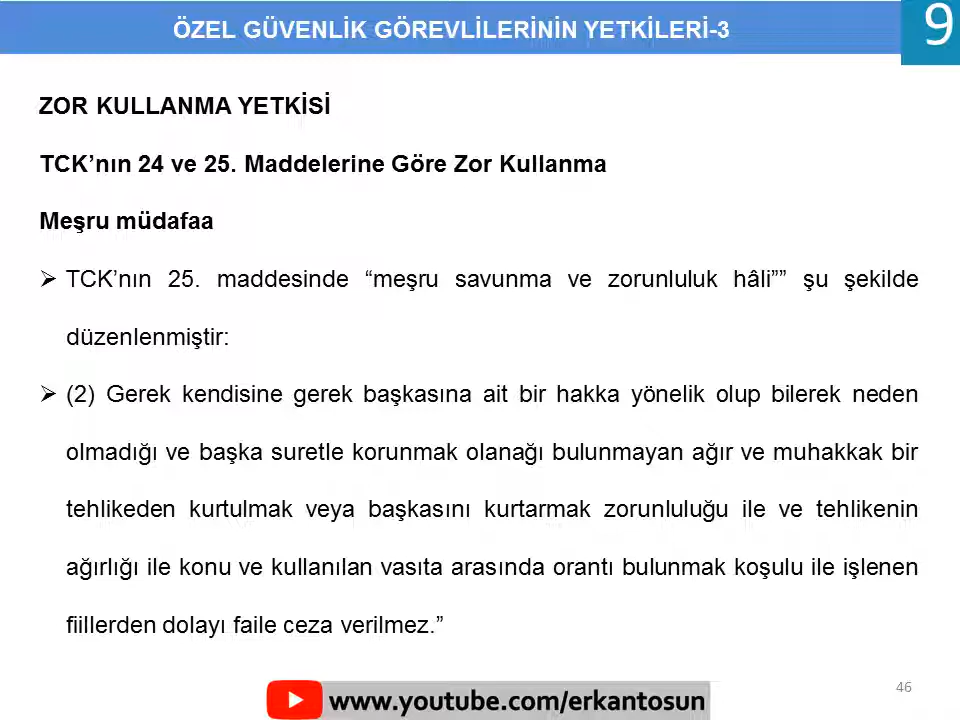 ÖZEL GÜVENLİK GÖREVLİLERİNİN YETKİLERİ-3
9
ZOR KULLANMA YETKİSİ
TCK’nın 24 ve 25. Maddelerine Göre Zor Kullanma
Meşru müdafaa
➢ TCK’nın 25. maddesinde “meşru savunma ve zorunluluk hâli”” şu şekilde
düzenlenmiştir:
➢ (2) Gerek kendisine gerek başkasına ait bir hakka yönelik olup bilerek neden
olmadığı ve başka suretle korunmak olanağı bulunmayan ağır ve muhakkak bir
tehlikeden kurtulmak veya başkasını kurtarmak zorunluluğu ile ve tehlikenin
ağırlığı ile konu ve kullanılan vasıta arasında orantı bulunmak koşulu ile işlenen
fiillerden dolayı faile ceza verilmez.”
46
www.youtube.com/erkantosun